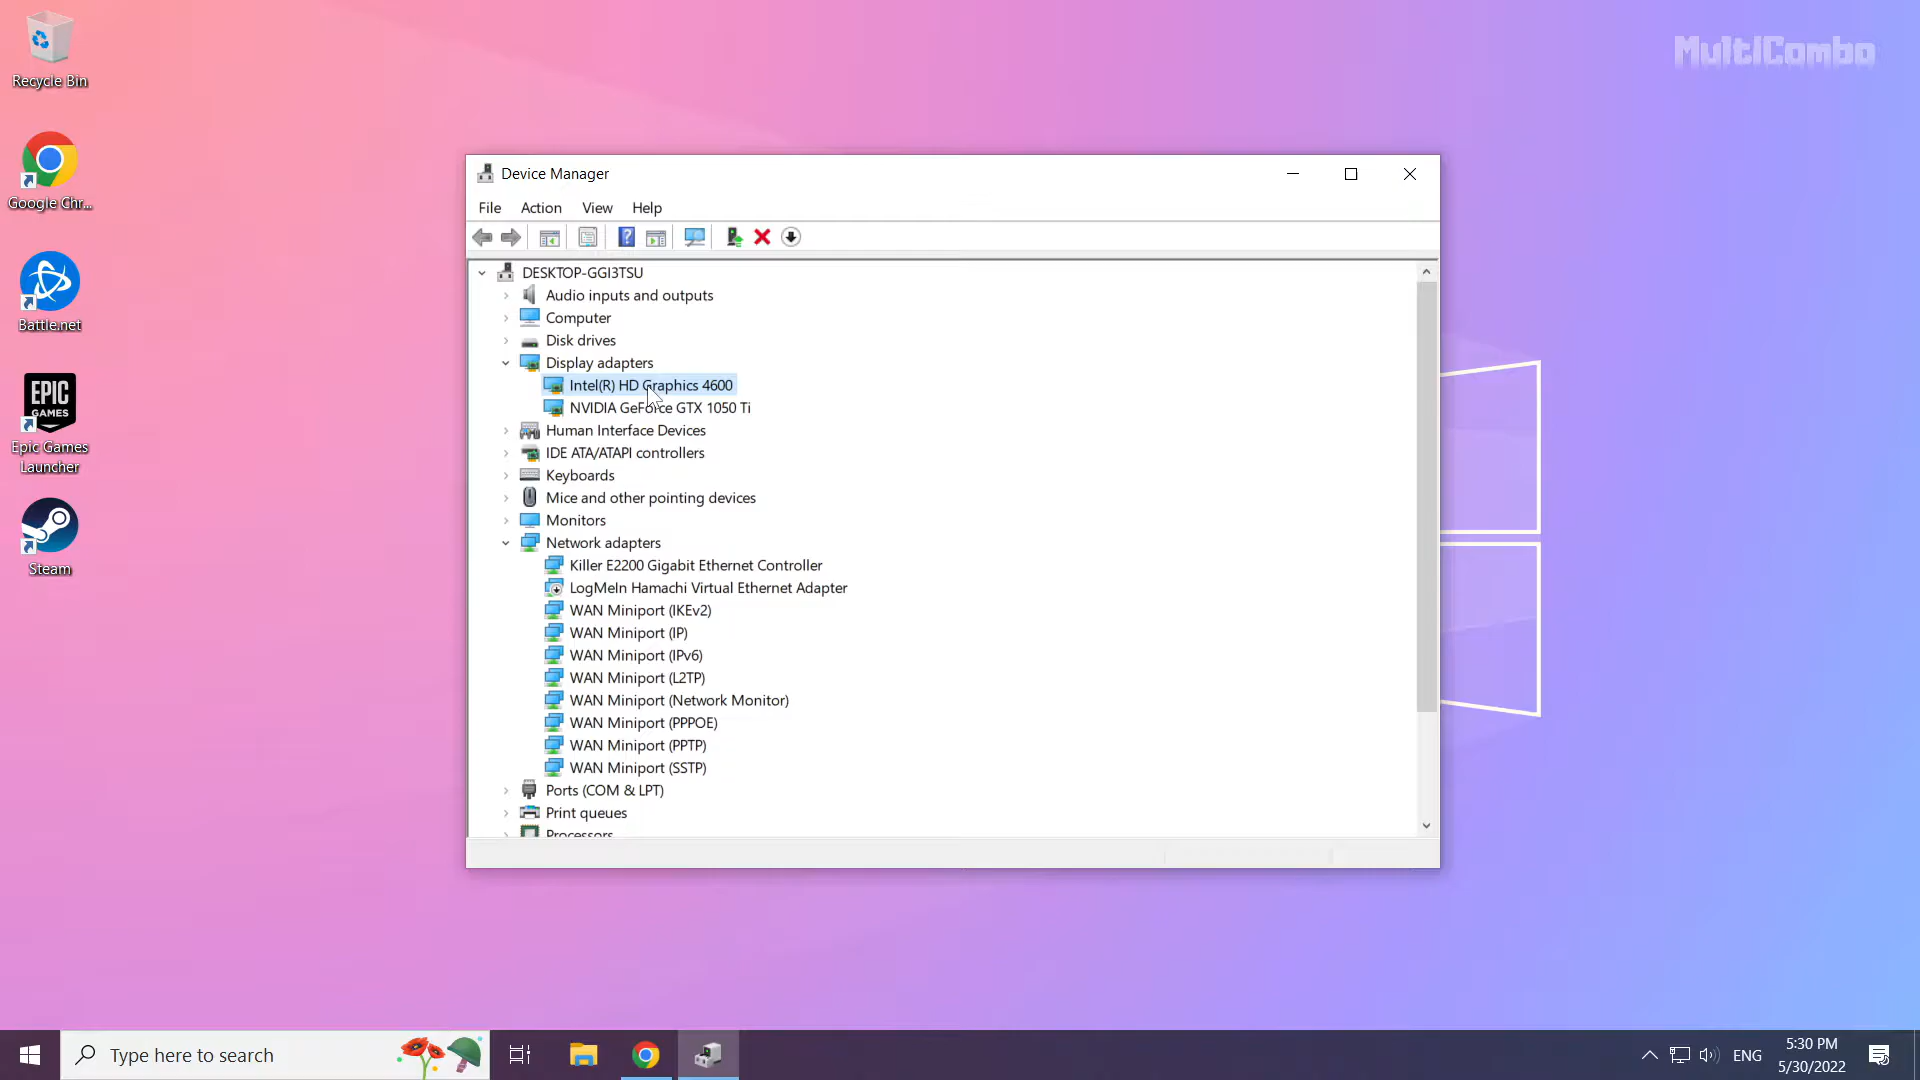 MultiCombo
Recycle Bin
Google Chr...
Battle.net
EPIC
GAMES
Epic Games
Launcher
Steam
Device Manager
File Action View Help
DESKTOP-GGI3TSU
Audio inputs and outputs
Computer
Disk drives
Display adapters
Intel(R) HD Graphics 4600
NVIDIA GeForce GTX 1050 Ti
Human Interface Devices
IDE ATA/ATAPI controllers
Keyboards
Mice and other pointing devices
Monitors
Network adapters
Killer E2200 Gigabit Ethernet Controller
LogMeIn Hamachi Virtual Ethernet Adapter
WAN Miniport (IKEv2)
WAN Miniport (IP)
WAN Miniport (IPv6)
WAN Miniport (L2TP)
WAN Miniport (Network Monitor)
WAN Miniport (PPPOE)
WAN Miniport (PPTP)
WAN Miniport (SSTP)
Ports (COM & LPT)
Print queues
Processors
Type here to search
ENG
5:30 PM
5/30/2022